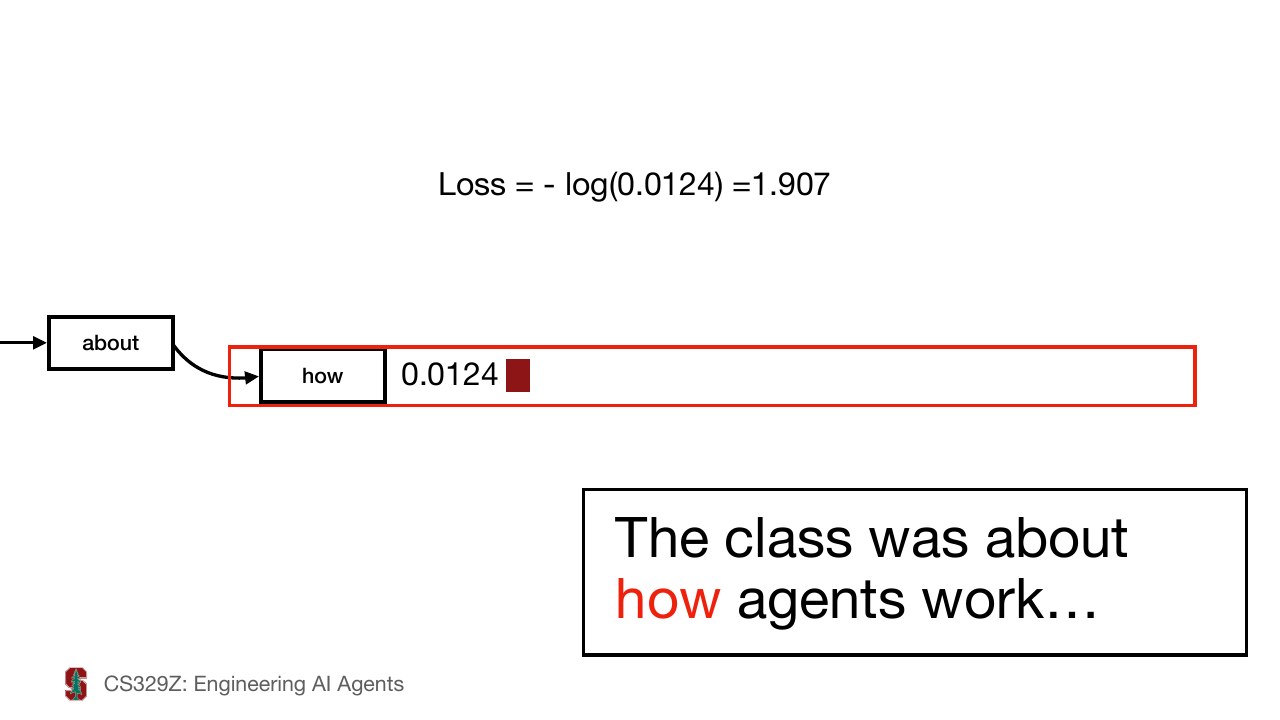 Loss = - log(0.0124) =1.907
about
how
0.0124
The class was about
how agents work…
CS329Z: Engineering AI Agents